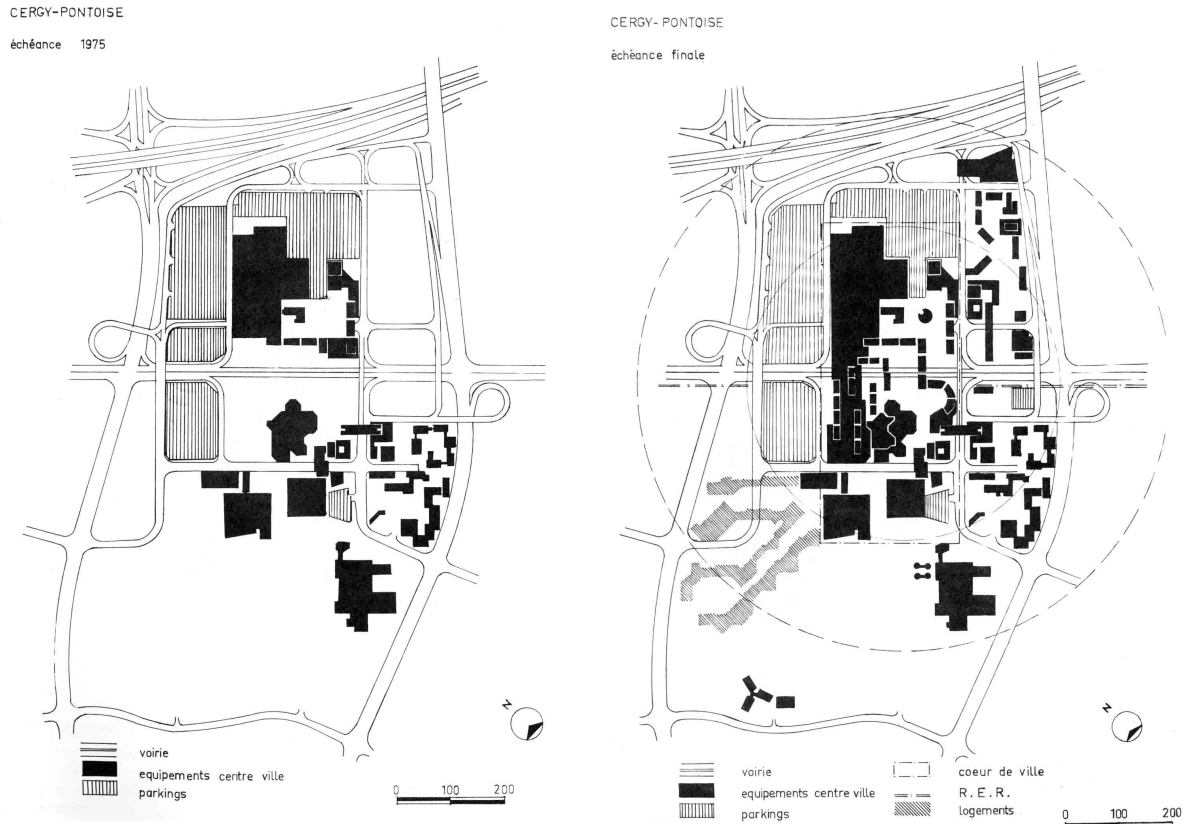 CERGY-PONTOISE
échéance 1975
N
voirie
equipements centre ville
parkings
0 100 200
CERGY-PONTOISE
échéance finale
N
voirie
equipements centre ville
parkings
coeur de ville
R.E.R.
logements
0 100 200